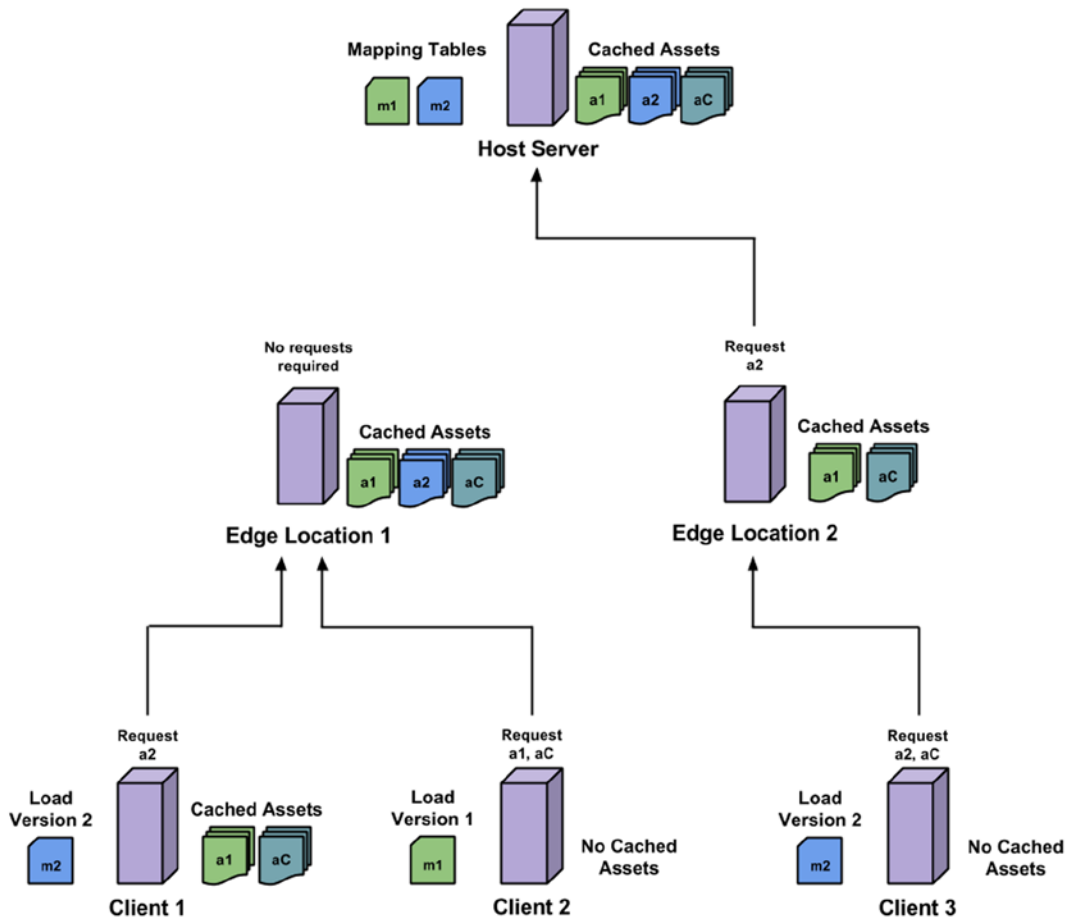 Mapping Tables
Cached Assets
m1
m2
a1
a2
aC
Host Server
No requests
required
Request
a2
Cached Assets
a1
a2
aC
Edge Location 1
Cached Assets
a1
aC
Edge Location 2
Request
a2
Load
Version 2
m2
Cached Assets
a1
aC
Client 1
Request
a1, aC
Load
Version 1
m1
No Cached
Assets
Client 2
Request
a2, aC
Load
Version 2
m2
No Cached
Assets
Client 3